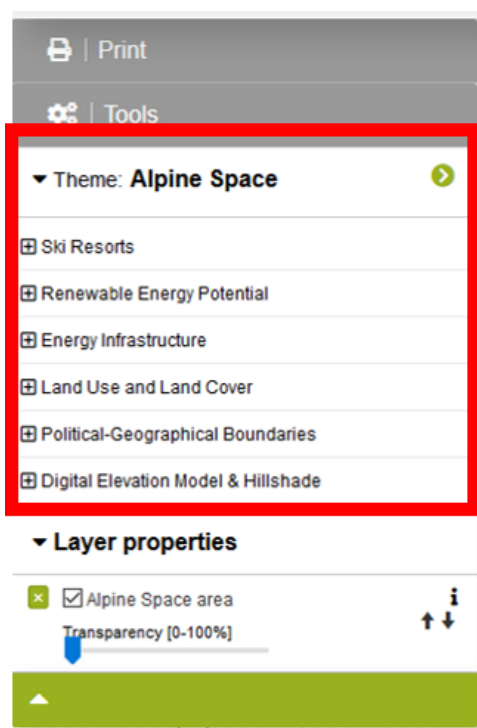 Print
Tools
Theme: Alpine Space
Ski Resorts
Renewable Energy Potential
Energy Infrastructure
Land Use and Land Cover
Political-Geographical Boundaries
Digital Elevation Model & Hillshade
Layer properties
Alpine Space area
Transparency [0-100%]